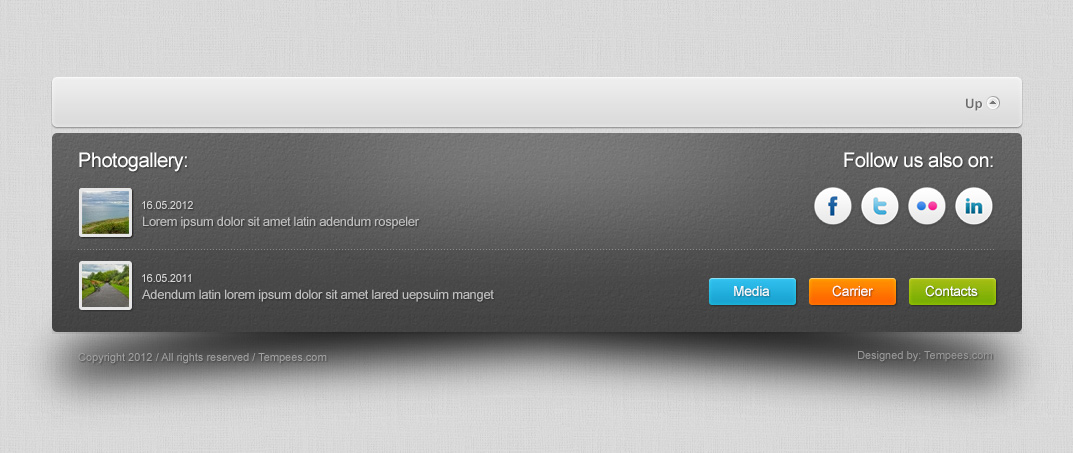 Up
Photogallery:
Follow us also on:
16.05.2012
Lorem ipsum dolor sit amet latin adendum rospeler
f t in
16.05.2011
Adendum latin lorem ipsum dolor sit amet lared uepsuim manget
Media Carrier Contacts
Copyright 2012 / All rights reserved / Tempees.com
Designed by: Tempees.com